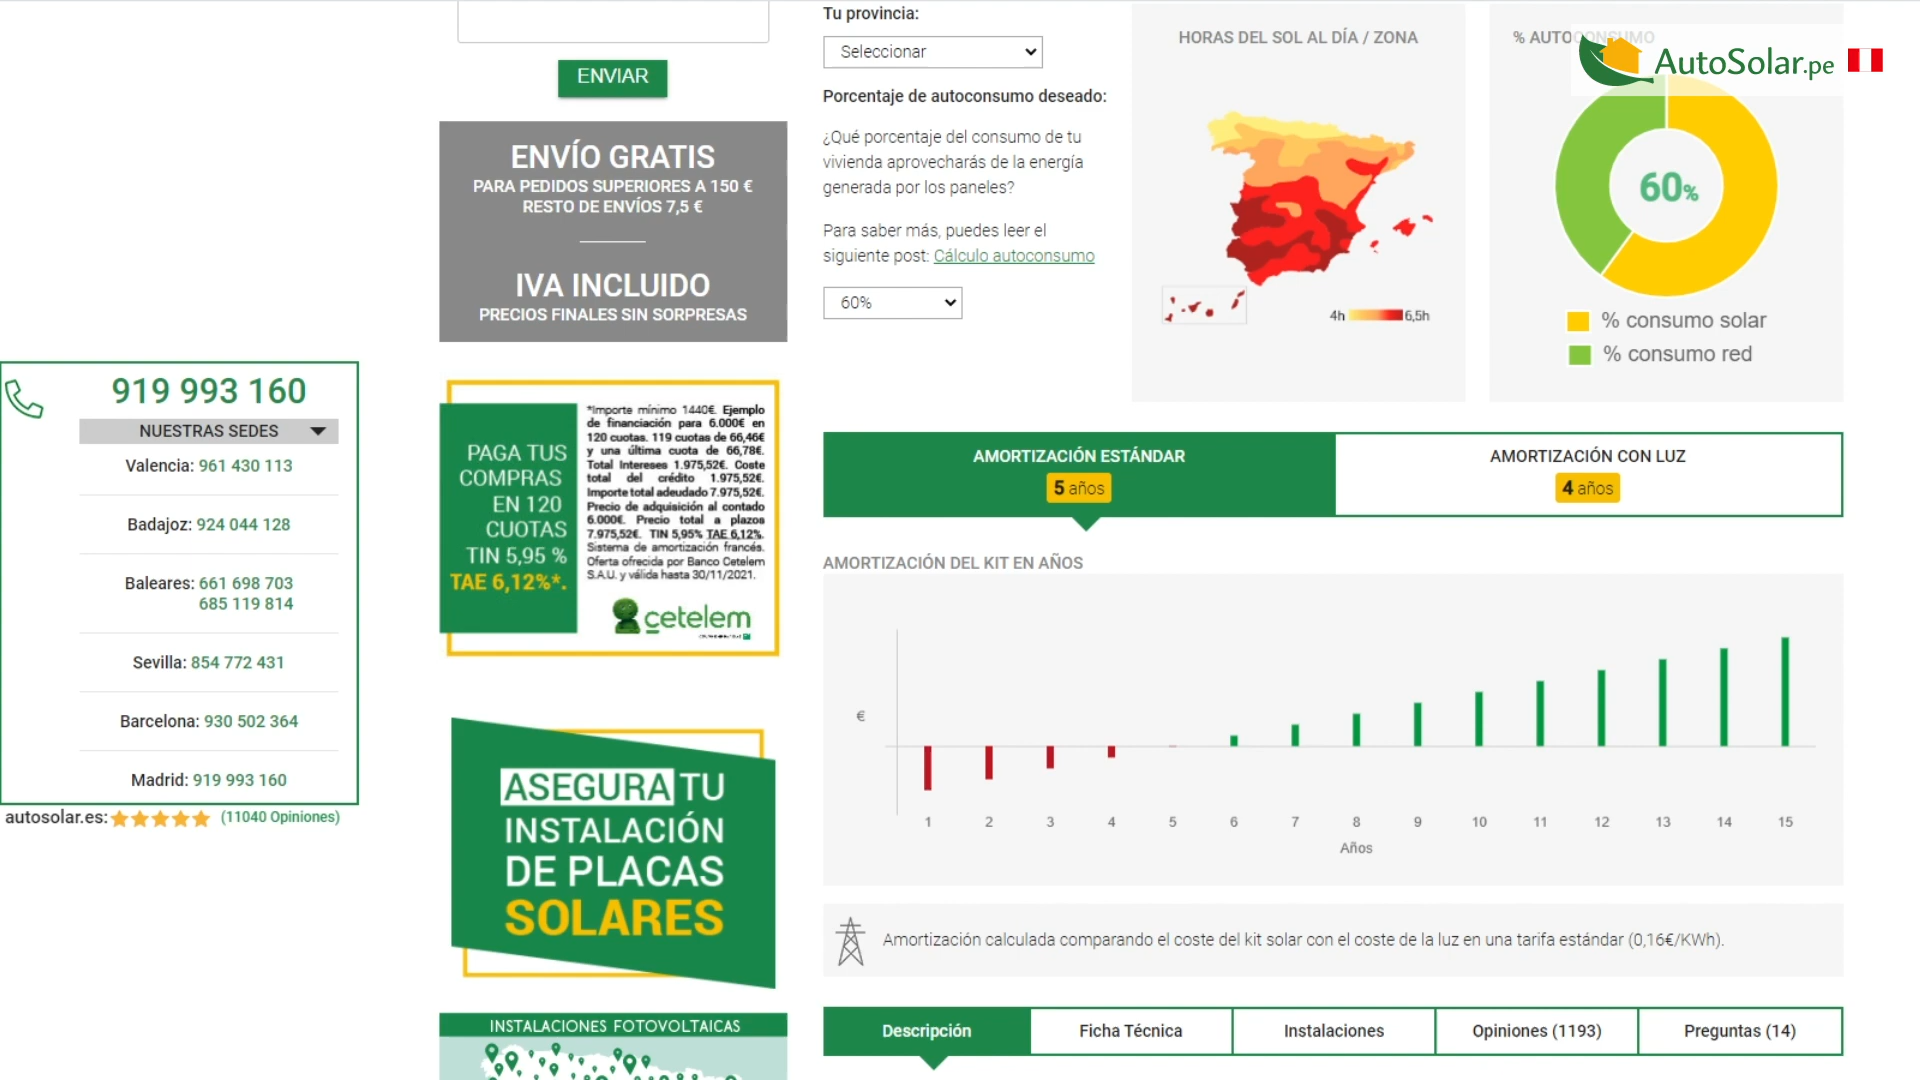 919 993 160
NUESTRAS SEDES
Valencia: 961 430 113
Badajoz: 924 044 128
Baleares: 661 698 703
685 119 814
Sevilla: 854 772 431
Barcelona: 930 502 364
Madrid: 919 993 160
autosolar.es: (11040 Opiniones)
ENVIAR
ENVÍO GRATIS
PARA PEDIDOS SUPERIORES A 150 €
RESTO DE ENVÍOS 7,5 €
IVA INCLUIDO
PRECIOS FINALES SIN SORPRESAS
PAGA TUS
COMPRAS
EN 120
CUOTAS
TIN 5,95 %
TAE 6,12%*.
*Importe mínimo 1440€. Ejemplo
de financiación para 6.000€ en
120 cuotas. 119 cuotas de 66,46€
y una última cuota de 66,78€.
Total Intereses 1.975,52€. Coste
total del crédito 1.975,52€.
Importe total adeudado 7.975,52€.
Precio de adquisición al contado
6.000€. Precio total a plazos
7.975,52€. TIN 5,95% TAE 6,12%.
Sistema de amortización francés.
Oferta ofrecida por Banco Cetelem
S.A.U. y válida hasta 30/11/2021.
cetelem
ASEGURA TU
INSTALACIÓN
DE PLACAS
SOLARES
INSTALACIONES FOTOVOLTAICAS
Tu provincia:
Seleccionar
Porcentaje de autoconsumo deseado:
¿Qué porcentaje del consumo de tu
vivienda aprovecharás de la energía
generada por los paneles?
Para saber más, puedes leer el
siguiente post: Cálculo autoconsumo
60%
HORAS DEL SOL AL DÍA / ZONA
4h 6,5h
% AUTOCONSUMO
AutoSolar.pe
60%
% consumo solar
% consumo red
AMORTIZACIÓN ESTÁNDAR
5 años
AMORTIZACIÓN CON LUZ
4 años
AMORTIZACIÓN DEL KIT EN AÑOS
€
1 2 3 4 5 6 7 8 9 10 11 12 13 14 15
Años
Amortización calculada comparando el coste del kit solar con el coste de la luz en una tarifa estándar (0,16€/KWh).
Descripción Ficha Técnica Instalaciones Opiniones (1193) Preguntas (14)